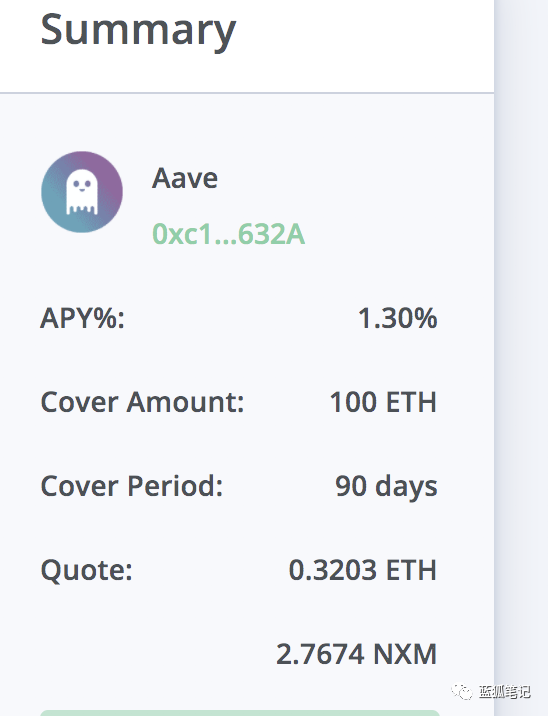 Summary
Aave
0xc1...632A
APY%: 1.30%
Cover Amount: 100 ETH
Cover Period: 90 days
Quote: 0.3203 ETH
2.7674 NXM
蓝狐笔记